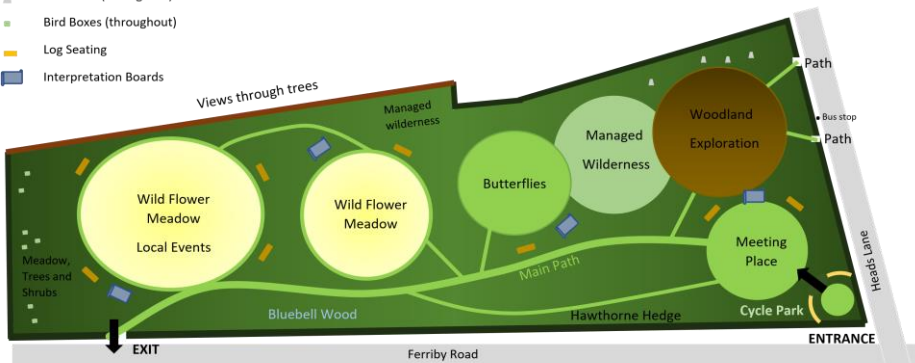 Bird Boxes (throughout)
Log Seating
Interpretation Boards
Views through trees
Managed
wilderness
Path
Bus stop
Path
Woodland
Exploration
Managed
Wilderness
Butterflies
Wild Flower
Meadow
Wild Flower
Meadow
Local Events
Meadow,
Trees and
Shrubs
Meeting
Place
Main Path
Heads Lane
Bluebell Wood
Hawthorne Hedge
Cycle Park
ENTRANCE
EXIT
Ferriby Road